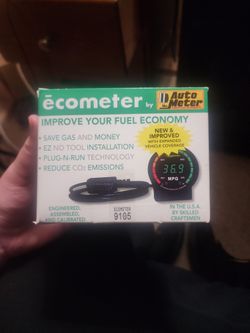 ēcometer by Auto Meter
IMPROVE YOUR FUEL ECONOMY
• SAVE GAS AND MONEY
• EZ NO TOOL INSTALLATION
• PLUG-N-RUN TECHNOLOGY
• REDUCE CO2 EMISSIONS
NEW &
IMPROVED
WITH EXPANDED
VEHICLE COVERAGE
36.9
MPG
ENGINEERED,
ASSEMBLED,
AND CALIBRATED
ECOMETER
9105
IN THE U.S.A.
BY SKILLED
CRAFTSMEN